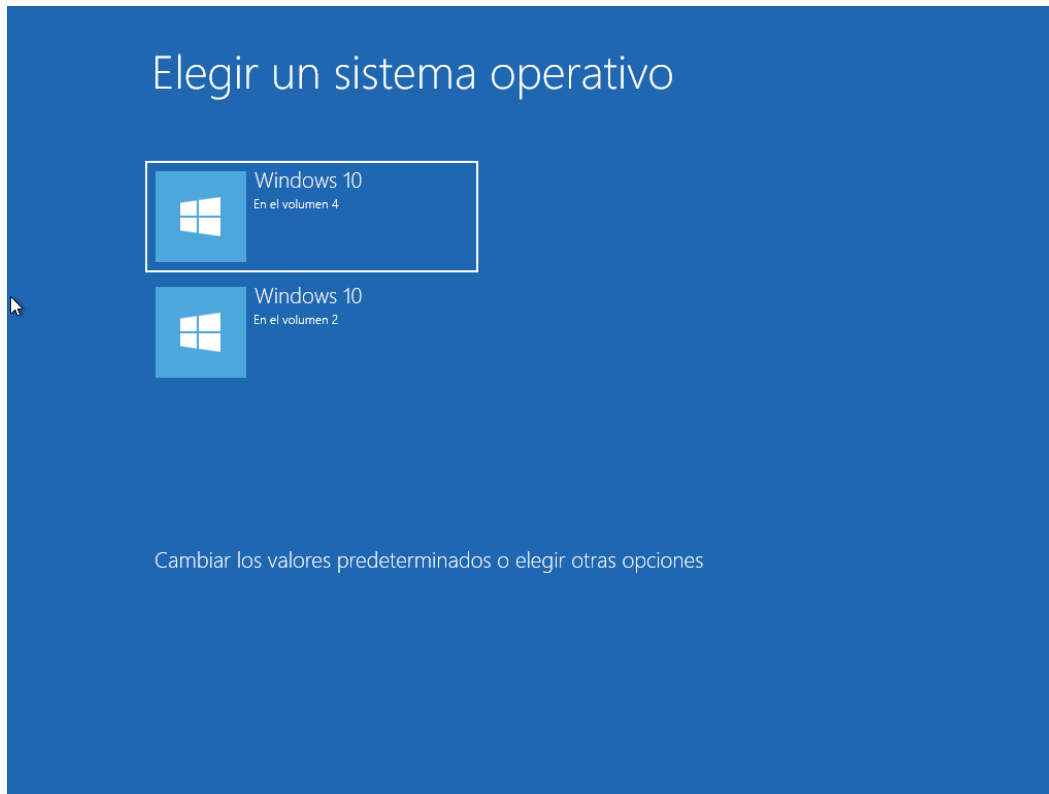 Elegir un sistema operativo
Windows 10
En el volumen 4
Windows 10
En el volumen 2
Cambiar los valores predeterminados o elegir otras opciones